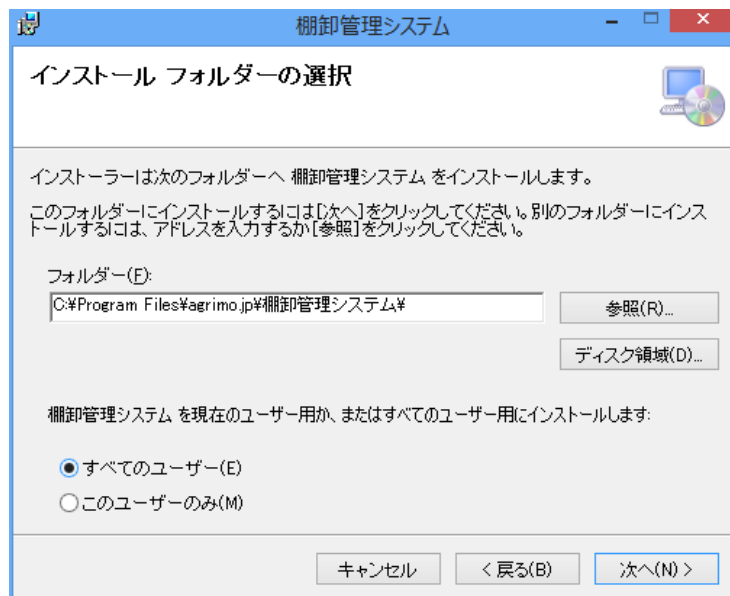 棚卸管理システム
インストール フォルダーの選択
インストーラーは次のフォルダーへ 棚卸管理システム をインストールします。
このフォルダーにインストールするには[次へ]をクリックしてください。別のフォルダーにインス
トールするには、アドレスを入力するか[参照]をクリックしてください。
フォルダー(F):
C:¥Program Files¥agrimo.jp¥棚卸管理システム¥
参照(R)...
ディスク領域(D)...
棚卸管理システム を現在のユーザー用か、またはすべてのユーザー用にインストールします:
すべてのユーザー(E)
このユーザーのみ(M)
キャンセル
< 戻る(B)
次へ(N) >